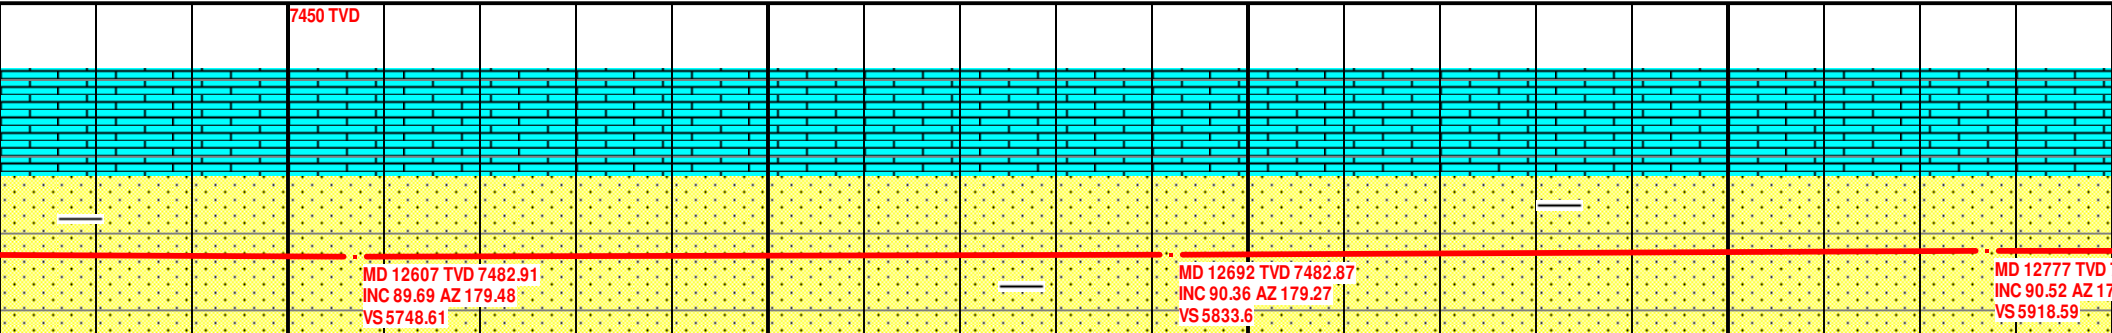 7450 TVD
MD 12607 TVD 7482.91
INC 89.69 AZ 179.48
VS 5748.61
MD 12692 TVD 7482.87
INC 90.36 AZ 179.27
VS 5833.6
MD 12777 TVD
INC 90.52 AZ 17
VS 5918.59